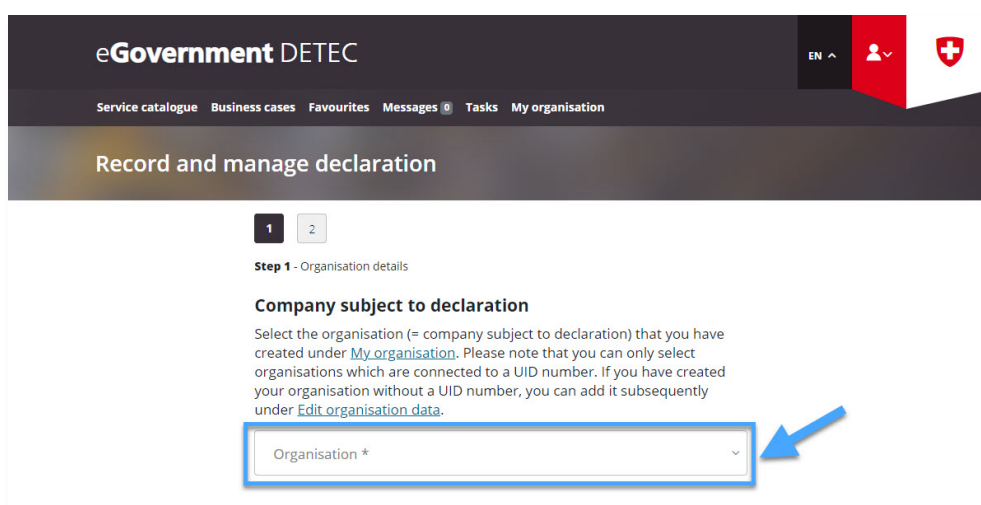 eGovernment DETEC
EN
Service catalogue Business cases Favourites Messages 0 Tasks My organisation
Record and manage declaration
1 2
Step 1 - Organisation details
Company subject to declaration
Select the organisation (= company subject to declaration) that you have
created under My organisation. Please note that you can only select
organisations which are connected to a UID number. If you have created
your organisation without a UID number, you can add it subsequently
under Edit organisation data.
Organisation *